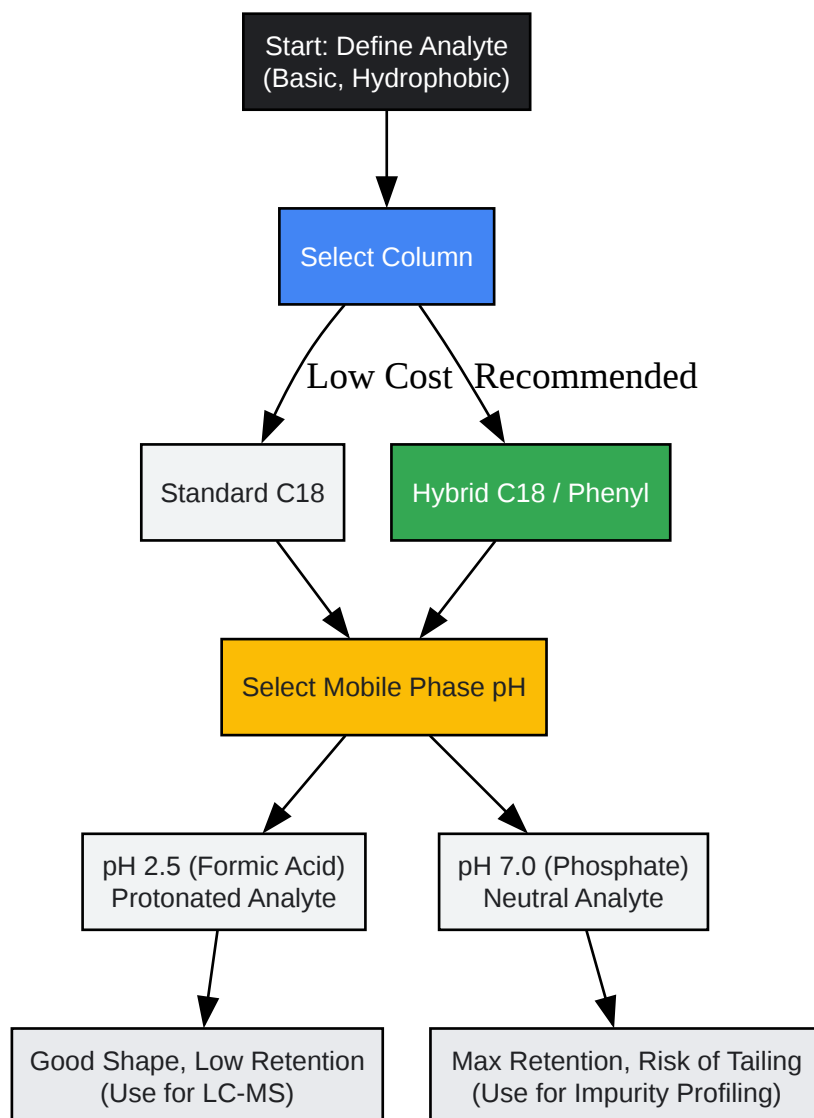 Start: Define Analyte
(Basic, Hydrophobic)
Select Column
Low Cost
Recommended
Standard C18
Hybrid C18 / Phenyl
Select Mobile Phase pH
pH 2.5 (Formic Acid)
Protonated Analyte
pH 7.0 (Phosphate)
Neutral Analyte
Good Shape, Low Retention
(Use for LC-MS)
Max Retention, Risk of Tailing
(Use for Impurity Profiling)